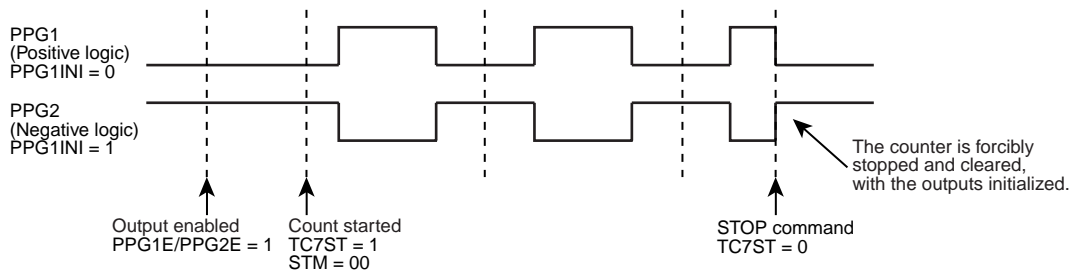 PPG1
(Positive logic)
PPG1INI = 0
PPG2
(Negative logic)
PPG1INI = 1
The counter is forcibly
stopped and cleared,
with the outputs initialized.
Output enabled
PPG1E/PPG2E = 1
Count started
TC7ST = 1
STM = 00
STOP command
TC7ST = 0